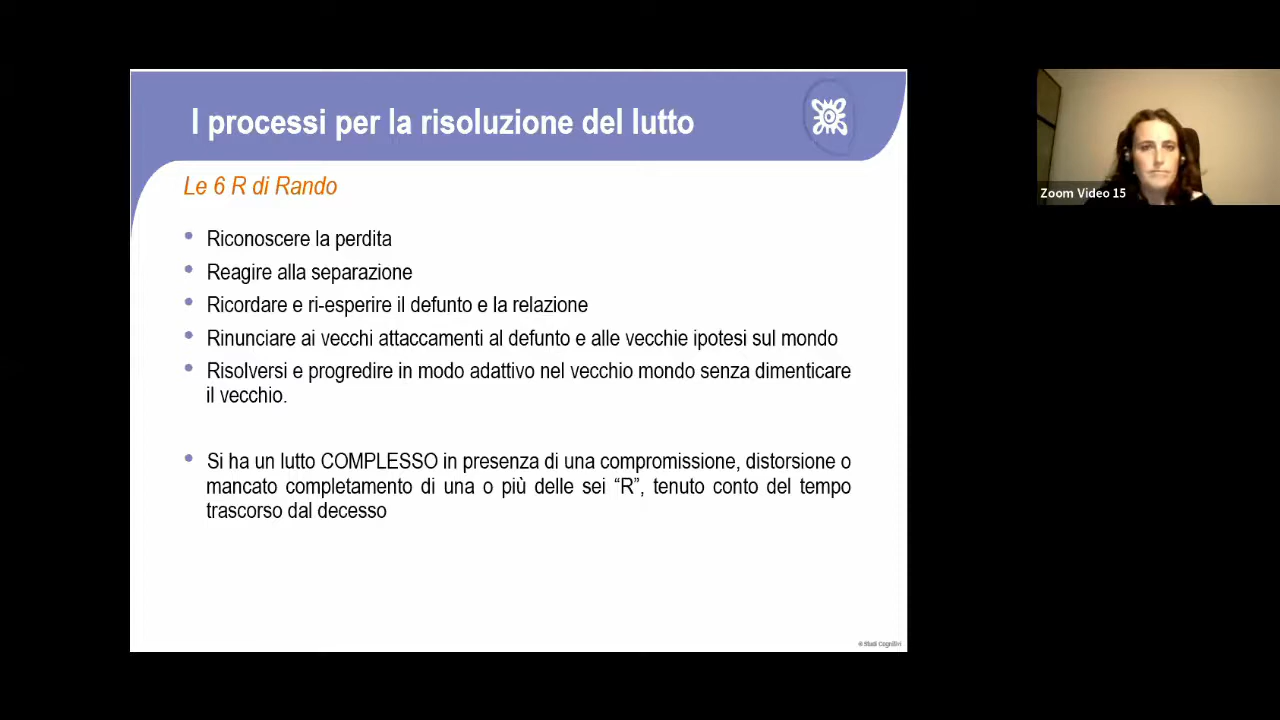 I processi per la risoluzione del lutto
Le 6 R di Rando
• Riconoscere la perdita
• Reagire alla separazione
• Ricordare e ri-esperire il defunto e la relazione
• Rinunciare ai vecchi attaccamenti al defunto e alle vecchie ipotesi sul mondo
• Risolversi e progredire in modo adattivo nel vecchio mondo senza dimenticare
il vecchio.
• Si ha un lutto COMPLESSO in presenza di una compromissione, distorsione o
mancato completamento di una o più delle sei “R”, tenuto conto del tempo
trascorso dal decesso
© Studi Cognitivi
Zoom Video 15